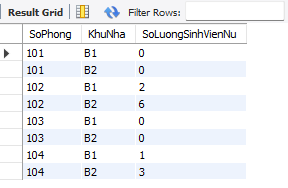 Result Grid Filter Rows:
SoPhong KhuNha SoLuongSinhVienNu
101 B1 0
101 B2 0
102 B1 2
102 B2 6
103 B1 0
103 B2 0
104 B1 1
104 B2 3